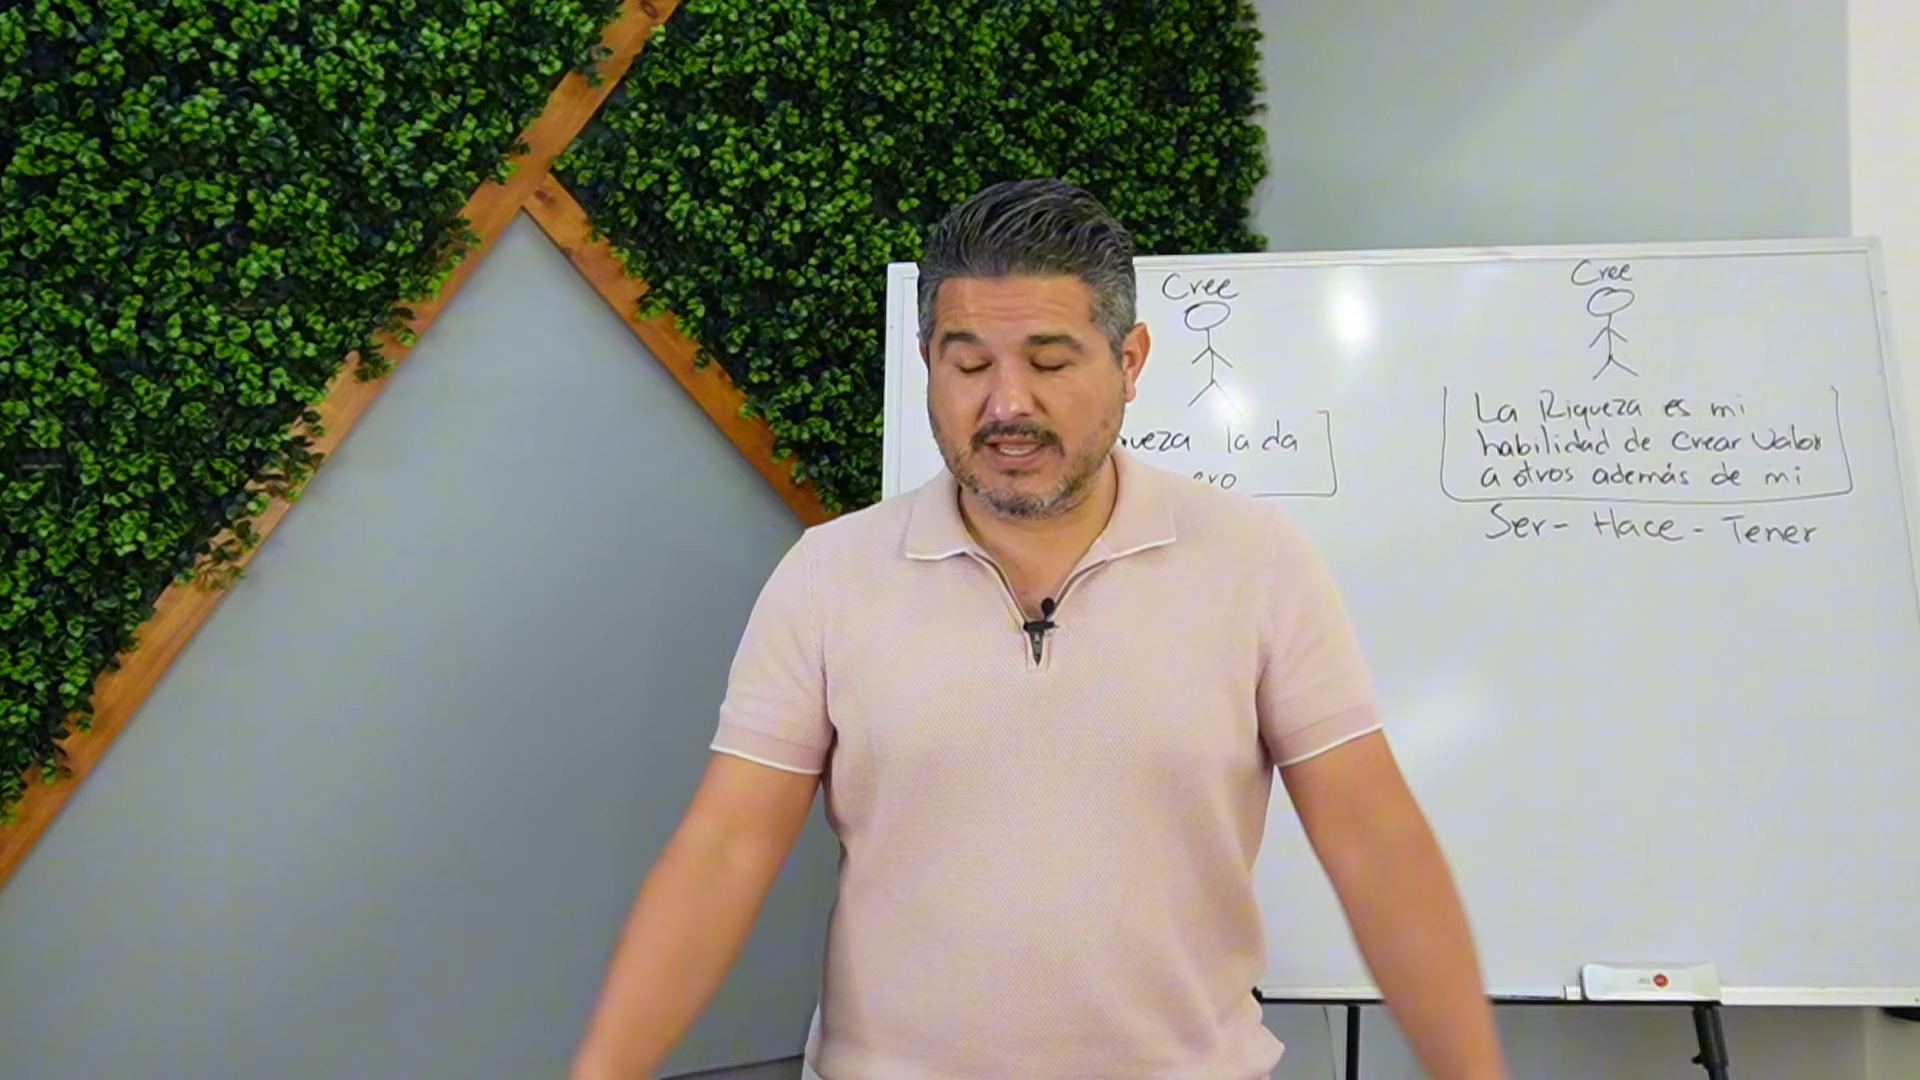 Cree
la da
Cree
La Riqueza es mi
habilidad de Crear Valor
a otros además de mi
Ser - Hace - Tener